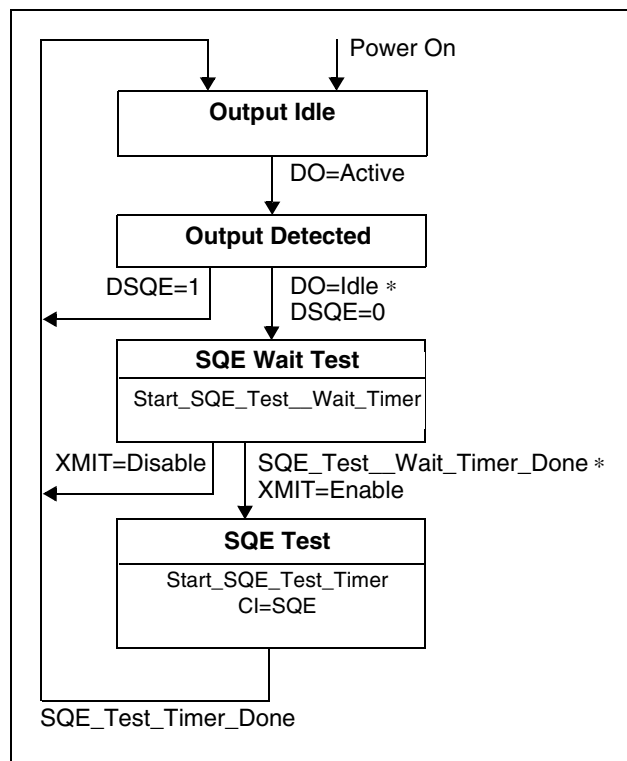 Power On
Output Idle
DO=Active
Output Detected
DSQE=1
DO=Idle *
DSQE=0
SQE Wait Test
Start_SQE_Test__Wait_Timer
XMIT=Disable
SQE_Test__Wait_Timer_Done *
XMIT=Enable
SQE Test
Start_SQE_Test_Timer
CI=SQE
SQE_Test_Timer_Done